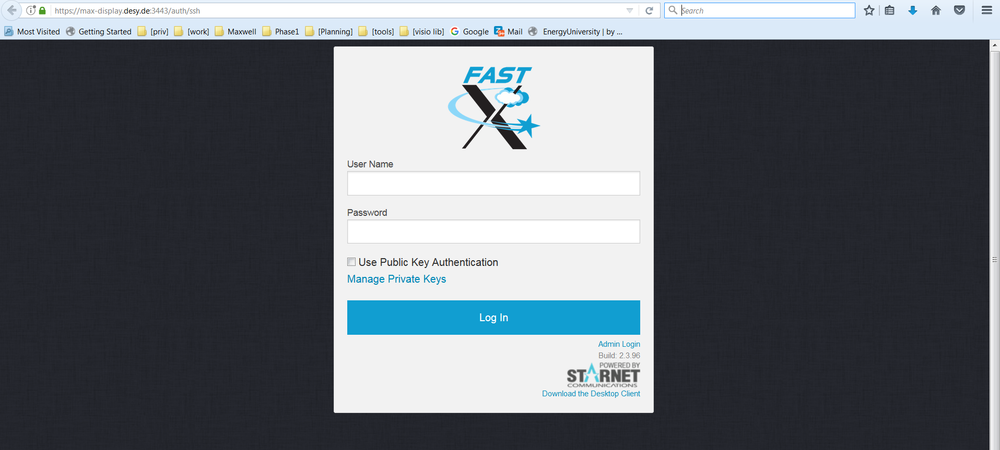 https://max-display.desy.de:3443/auth/ssh
Search
Most Visited Getting Started [priv] [work] Maxwell Phase1 [Planning] [tools] [visio lib] Google 9+ Mail EnergyUniversity | by ...
FAST
X
User Name
Password
Use Public Key Authentication
Manage Private Keys
Log In
Admin Login
Build: 2.3.96
POWERED BY
STARNET
COMMUNICATIONS
Download the Desktop Client